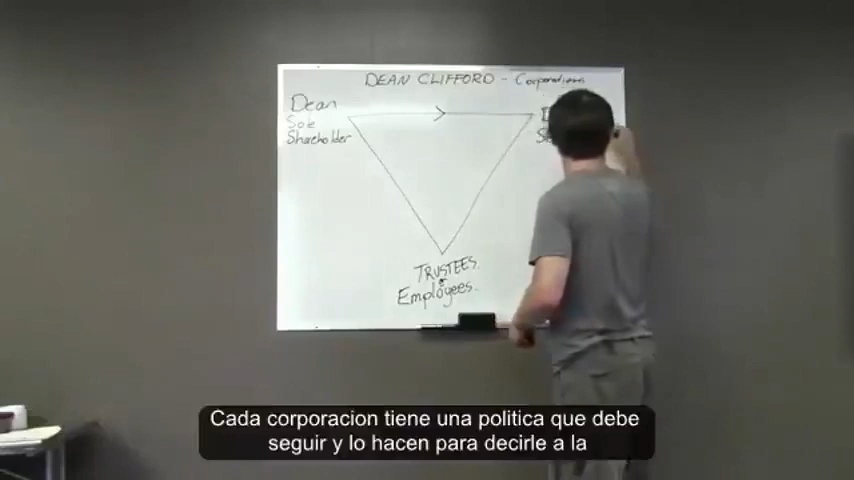 DEAN CLIFFORD - Corporations
Dean
Sole
Shareholder
TRUSTEES.
Employees.
Cada corporacion tiene una politica que debe
seguir y lo hacen para decirle a la